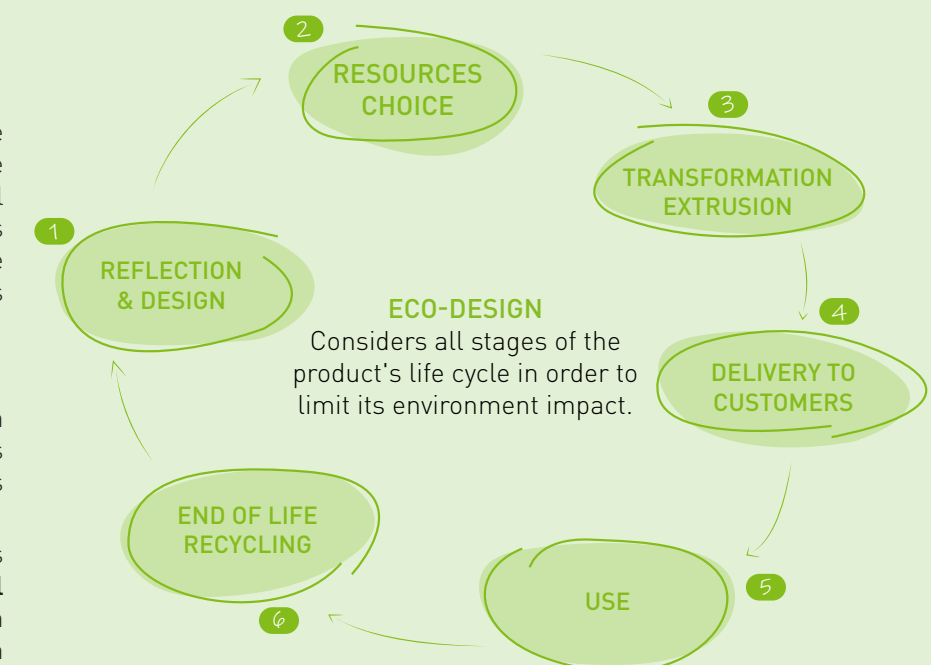 2
RESOURCES
CHOICE
3
TRANSFORMATION
EXTRUSION
1
REFLECTION
& DESIGN
ECO-DESIGN
Considers all stages of the
product's life cycle in order to
limit its environment impact.
4
DELIVERY TO
CUSTOMERS
END OF LIFE
RECYCLING
6
USE
5